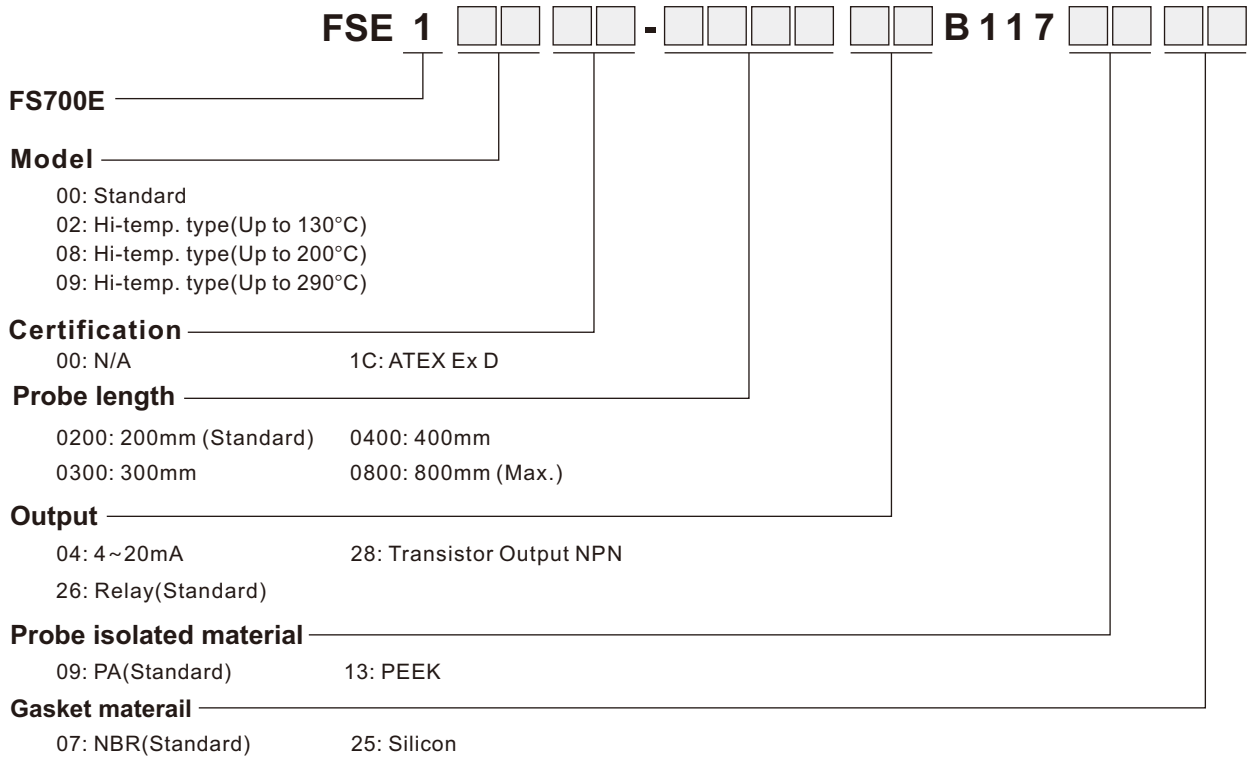 FSE 1 - B117
FS700E
Model
00: Standard
02: Hi-temp. type(Up to 130°C)
08: Hi-temp. type(Up to 200°C)
09: Hi-temp. type(Up to 290°C)
Certification
00: N/A 1C: ATEX Ex D
Probe length
0200: 200mm (Standard) 0400: 400mm
0300: 300mm 0800: 800mm (Max.)
Output
04: 4~20mA 28: Transistor Output NPN
26: Relay(Standard)
Probe isolated material
09: PA(Standard) 13: PEEK
Gasket materail
07: NBR(Standard) 25: Silicon